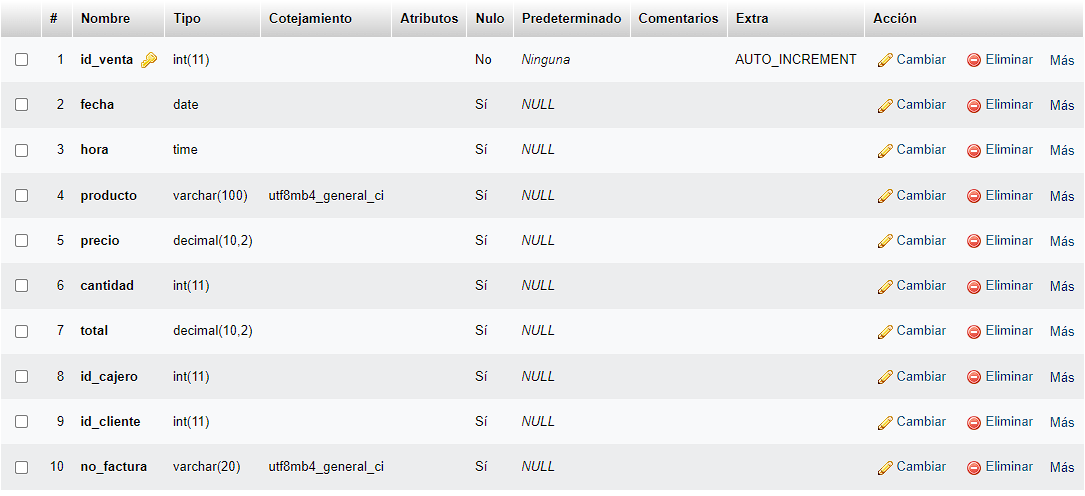 # Nombre Tipo Cotejamiento Atributos Nulo Predeterminado Comentarios Extra Acción
1 id_venta int(11) No Ninguna AUTO_INCREMENT Cambiar Eliminar Más
2 fecha date Sí NULL Cambiar Eliminar Más
3 hora time Sí NULL Cambiar Eliminar Más
4 producto varchar(100) utf8mb4_general_ci Sí NULL Cambiar Eliminar Más
5 precio decimal(10,2) Sí NULL Cambiar Eliminar Más
6 cantidad int(11) Sí NULL Cambiar Eliminar Más
7 total decimal(10,2) Sí NULL Cambiar Eliminar Más
8 id_cajero int(11) Sí NULL Cambiar Eliminar Más
9 id_cliente int(11) Sí NULL Cambiar Eliminar Más
10 no_factura varchar(20) utf8mb4_general_ci Sí NULL Cambiar Eliminar Más